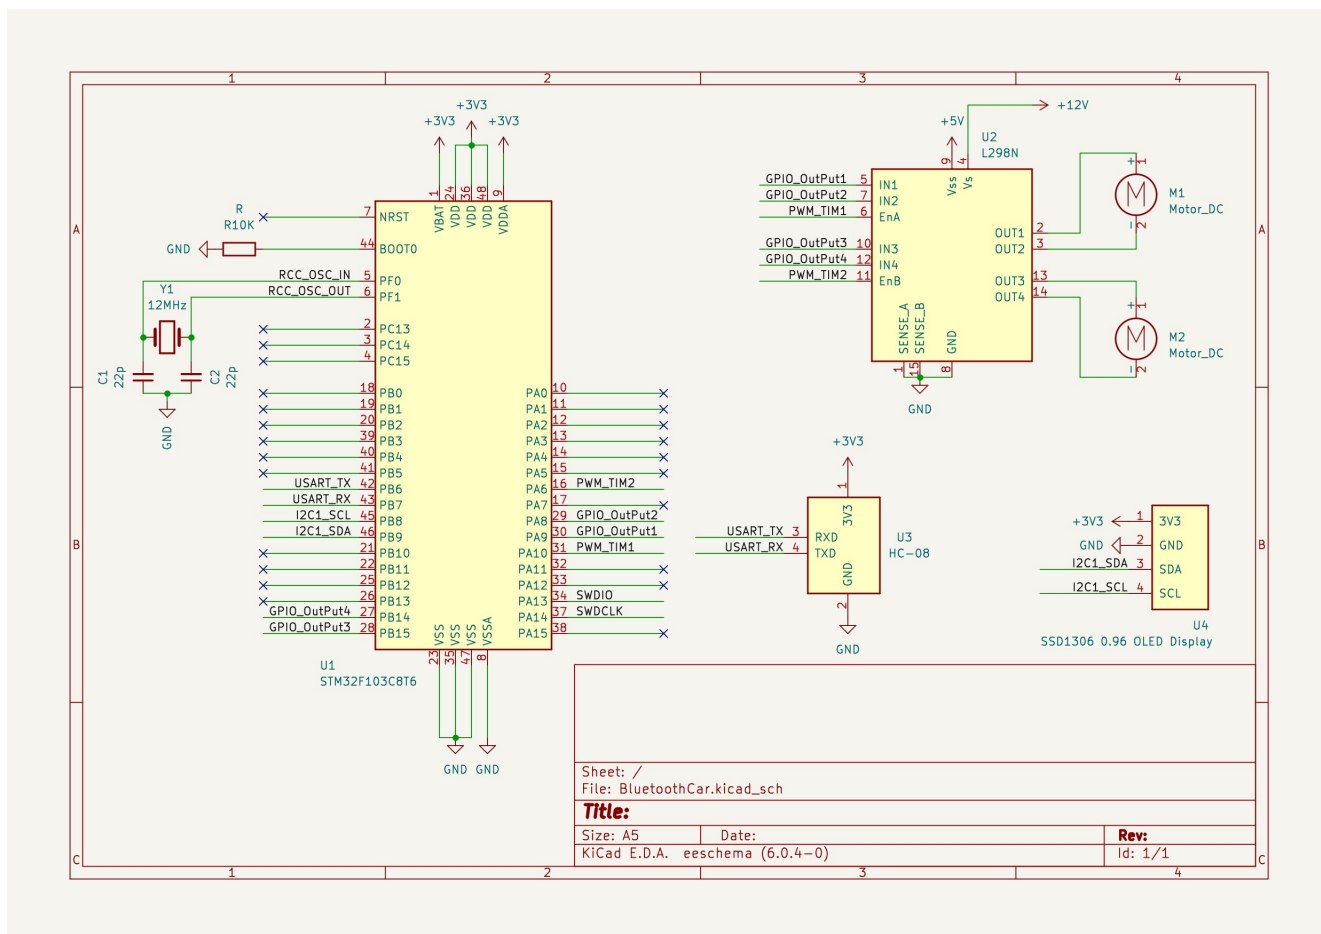 1 2 3 4
A
B
C
A
B
C
1 2 3 4
+3V3
+3V3
+3V3
1
24
36
48
9
VBAT
VDD
VDD
VDD
VDDA
R
R10K
GND
7 NRST
44 BOOT0
RCC_OSC_IN 5 PF0
RCC_OSC_OUT 6 PF1
Y1
12MHz
C1
22p
C2
22p
GND
2 PC13
3 PC14
4 PC15
18 PB0
19 PB1
20 PB2
39 PB3
40 PB4
41 PB5
USART_TX 42 PB6
USART_RX 43 PB7
I2C1_SCL 45 PB8
I2C1_SDA 46 PB9
21 PB10
22 PB11
25 PB12
26 PB13
GPIO_OutPut4 27 PB14
GPIO_OutPut3 28 PB15
PA0 10
PA1 11
PA2 12
PA3 13
PA4 14
PA5 15
PA6 16 PWM_TIM2
PA7 17
PA8 29 GPIO_OutPut2
PA9 30 GPIO_OutPut1
PA10 31 PWM_TIM1
PA11 32
PA12 33
PA13 34 SWDIO
PA14 37 SWDCLK
PA15 38
VSS
VSS
VSS
VSSA
23
35
47
8
U1
STM32F103C8T6
GND GND
+12V
+5V
U2
L298N
9
4
Vss
Vs
GPIO_OutPut1 5 IN1
GPIO_OutPut2 7 IN2
PWM_TIM1 6 EnA
GPIO_OutPut3 10 IN3
GPIO_OutPut4 12 IN4
PWM_TIM2 11 EnB
OUT1 2
OUT2 3
OUT3 13
OUT4 14
SENSE_A
SENSE_B
GND
1
15
8
GND
+ 1
M
M1
Motor_DC
- 2
+ 1
M
M2
Motor_DC
- 2
+3V3
1
3V3
USART_TX 3 RXD
USART_RX 4 TXD
U3
HC-08
GND
2
GND
+3V3 1 3V3
GND 2 GND
I2C1_SDA 3 SDA
I2C1_SCL 4 SCL
U4
SSD1306 0.96 OLED Display
Sheet: /
File: BluetoothCar.kicad_sch
Title:
Size: A5 Date: Rev:
KiCad E.D.A. eeschema (6.0.4-0) Id: 1/1